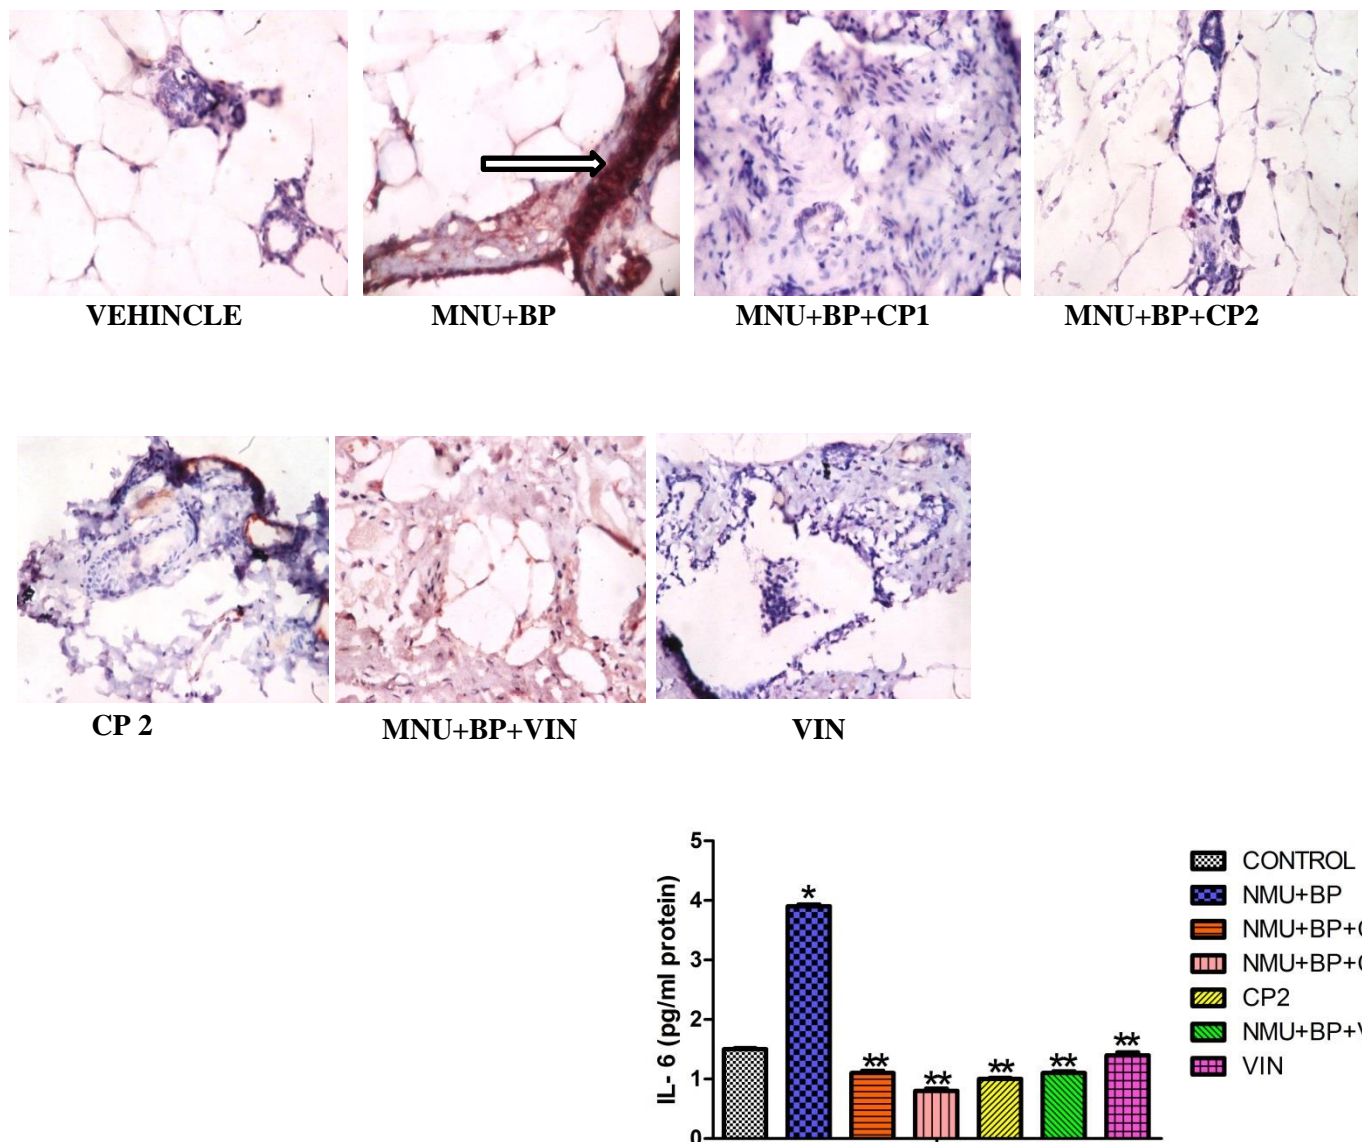 VEHINCLE
MNU+BP
MNU+BP+CP1
MNU+BP+CP2
CP 2
MNU+BP+VIN
VIN
IL- 6 (pg/ml protein)
5
4
3
2
1
0
*
**
**
**
**
**
CONTROL
NMU+BP
NMU+BP+
NMU+BP+
CP2
NMU+BP+
VIN